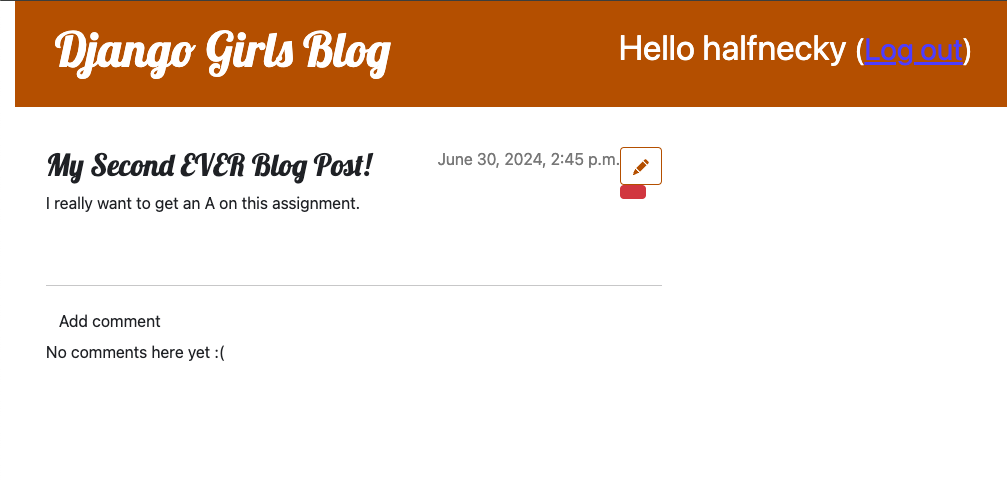 Django Girls Blog
Hello halfnecky (Log out)
My Second EVER Blog Post!
June 30, 2024, 2:45 p.m.
I really want to get an A on this assignment.
Add comment
No comments here yet :(